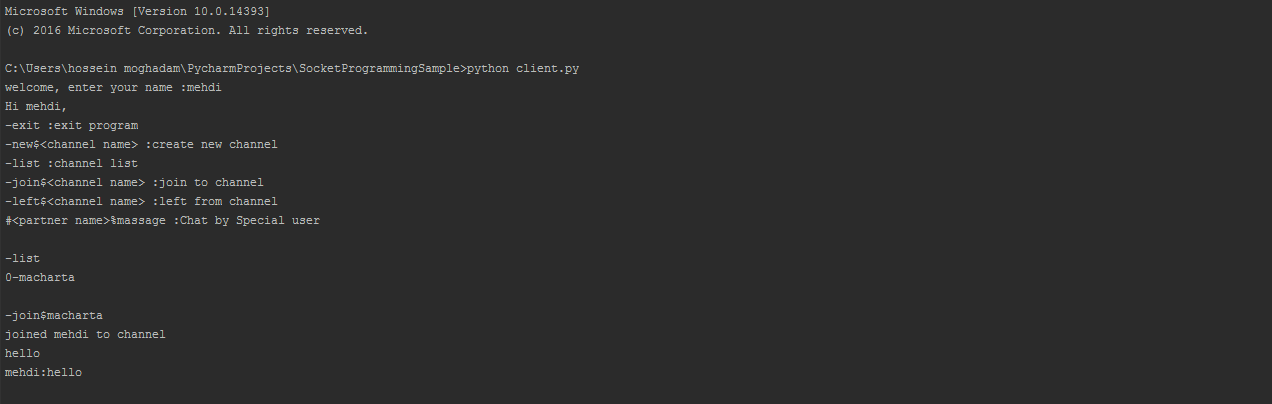 Microsoft Windows [Version 10.0.14393]
(c) 2016 Microsoft Corporation. All rights reserved.
C:\Users\hossein moghadam\PycharmProjects\SocketProgrammingSample>python client.py
welcome, enter your name :mehdi
Hi mehdi,
-exit :exit program
-new$<channel name> :create new channel
-list :channel list
-join$<channel name> :join to channel
-left$<channel name> :left from channel
#<partner name>%massage :Chat by Special user
-list
0-macharta
-join$macharta
joined mehdi to channel
hello
mehdi:hello